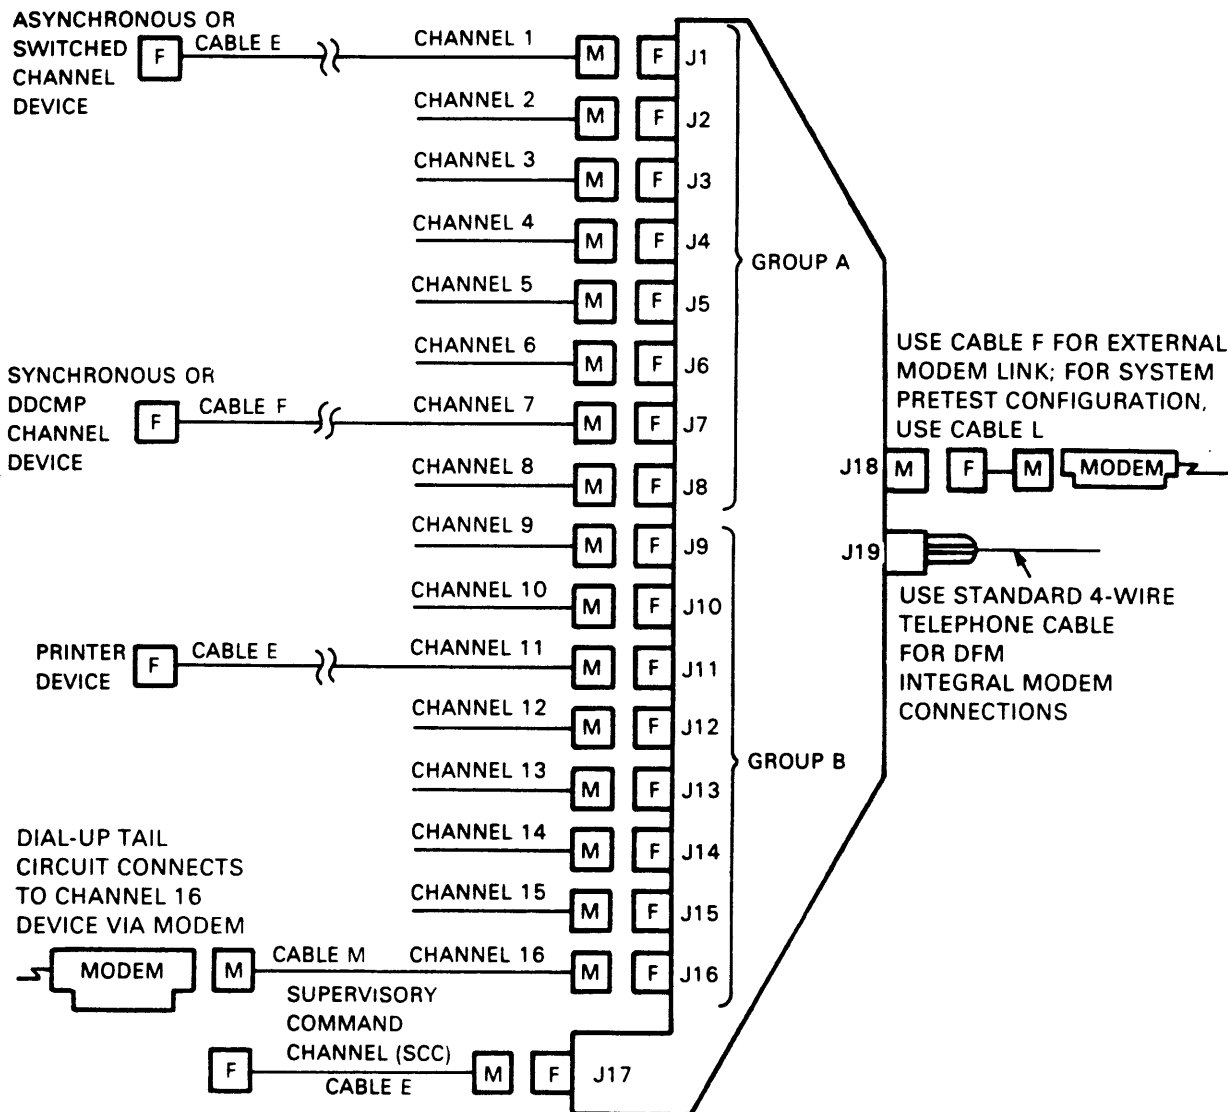 ASYNCHRONOUS OR
SWITCHED
CHANNEL
DEVICE
F
CABLE E
CHANNEL 1
M
F
J1
CHANNEL 2
M
F
J2
CHANNEL 3
M
F
J3
CHANNEL 4
M
F
J4
GROUP A
CHANNEL 5
M
F
J5
CHANNEL 6
M
F
J6
SYNCHRONOUS OR
DDCMP
CHANNEL
DEVICE
F
CABLE F
CHANNEL 7
M
F
J7
CHANNEL 8
M
F
J8
USE CABLE F FOR EXTERNAL
MODEM LINK; FOR SYSTEM
PRETEST CONFIGURATION,
USE CABLE L
J18
M
F
M
MODEM
CHANNEL 9
M
F
J9
J19
USE STANDARD 4-WIRE
TELEPHONE CABLE
FOR DFM
INTEGRAL MODEM
CONNECTIONS
CHANNEL 10
M
F
J10
PRINTER
DEVICE
F
CABLE E
CHANNEL 11
M
F
J11
CHANNEL 12
M
F
J12
GROUP B
CHANNEL 13
M
F
J13
CHANNEL 14
M
F
J14
CHANNEL 15
M
F
J15
DIAL-UP TAIL
CIRCUIT CONNECTS
TO CHANNEL 16
DEVICE VIA MODEM
MODEM
M
CABLE M
CHANNEL 16
M
F
J16
SUPERVISORY
COMMAND
CHANNEL (SCC)
F
CABLE E
M
F
J17